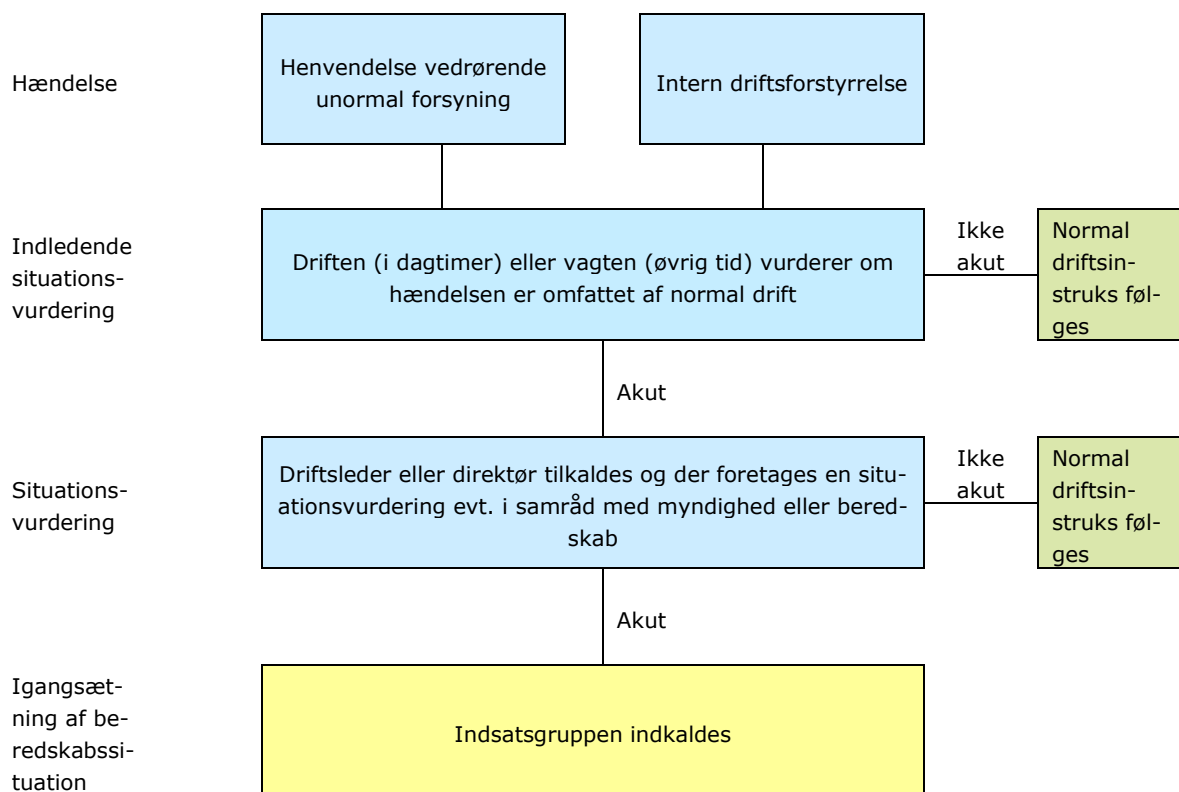 Hændelse
Henvendelse vedrørende
unormal forsyning
Intern driftsforstyrrelse
Indledende
situations-
vurdering
Driften (i dagtimer) eller vagten (øvrig tid) vurderer om
hændelsen er omfattet af normal drift
Ikke
akut
Normal
driftsin-
struks føl-
ges
Akut
Situations-
vurdering
Driftsleder eller direktør tilkaldes og der foretages en situ-
ationsvurdering evt. i samråd med myndighed eller bered-
skab
Ikke
akut
Normal
driftsin-
struks føl-
ges
Akut
Igangsæt-
ning af be-
redskabssi-
tuation
Indsatsgruppen indkaldes